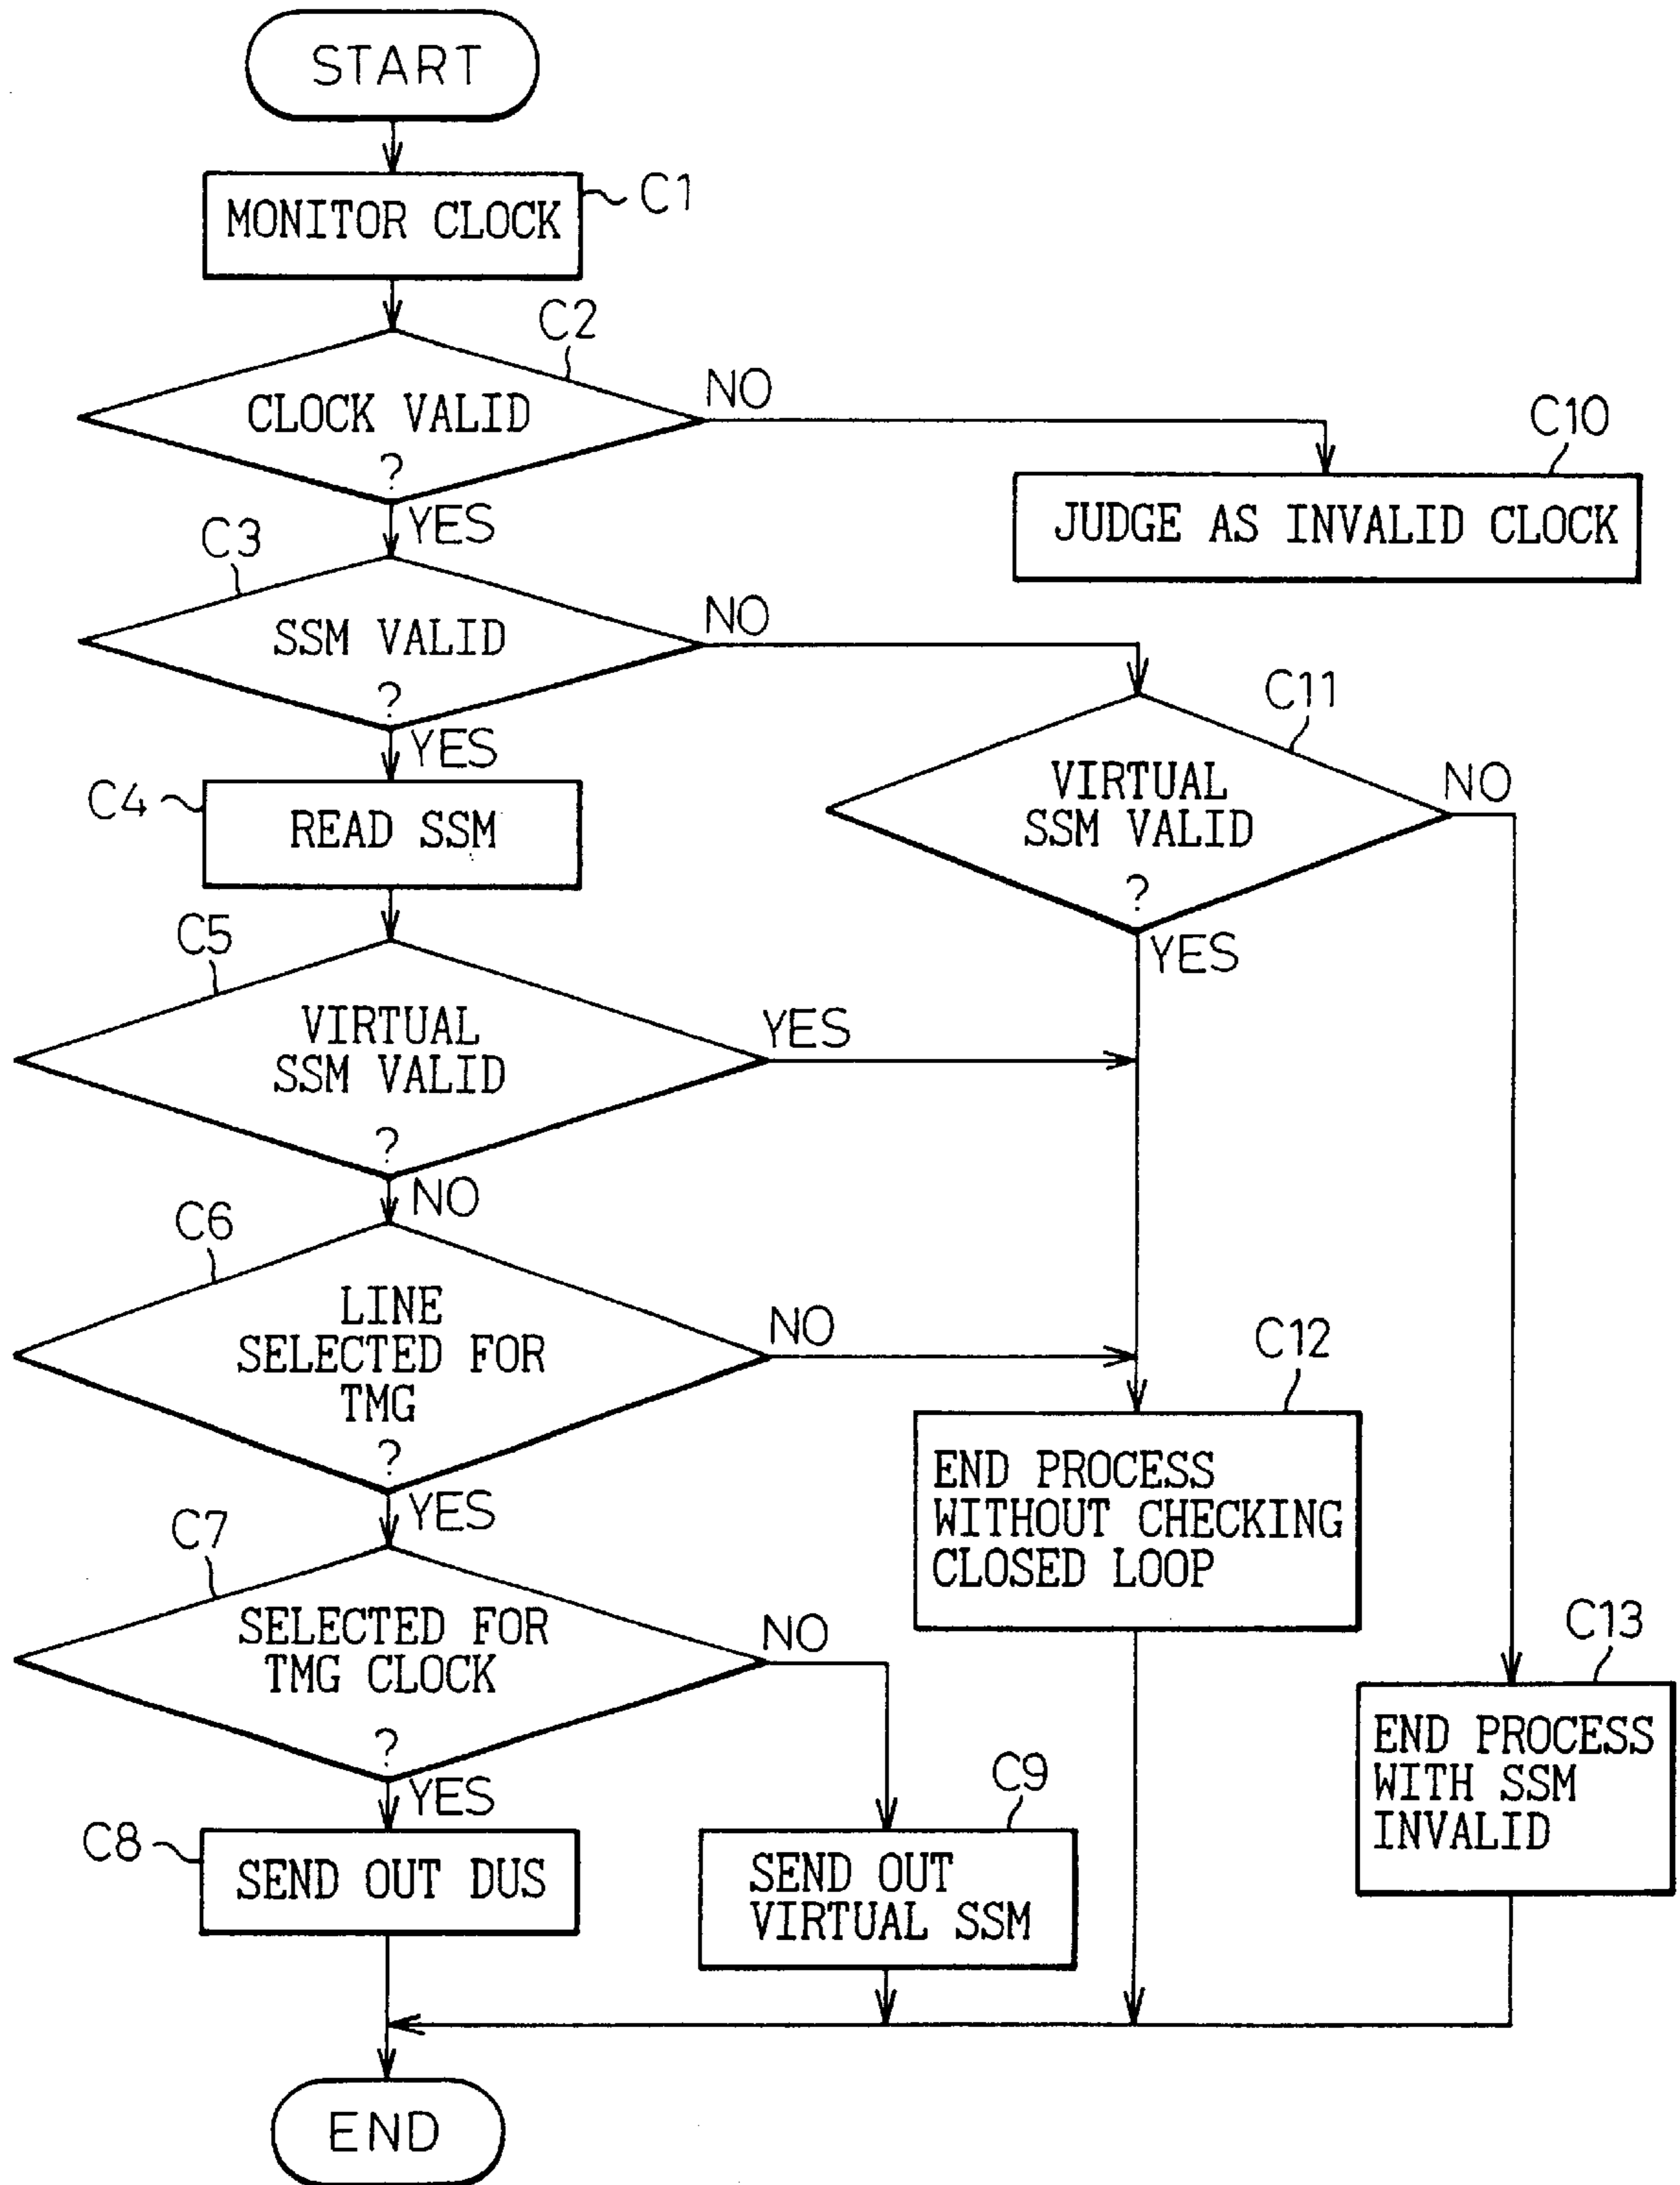 START
MONITOR CLOCK
C1
C2
CLOCK VALID
?
NO
YES
C10
JUDGE AS INVALID CLOCK
C3
SSM VALID
?
NO
YES
C11
VIRTUAL
SSM VALID
?
NO
YES
C4
READ SSM
C5
VIRTUAL
SSM VALID
?
YES
NO
C6
LINE
SELECTED FOR
TMG
?
NO
YES
C12
END PROCESS
WITHOUT CHECKING
CLOSED LOOP
C7
SELECTED FOR
TMG CLOCK
?
NO
YES
C13
END PROCESS
WITH SSM
INVALID
C8
SEND OUT DUS
C9
SEND OUT
VIRTUAL SSM
END